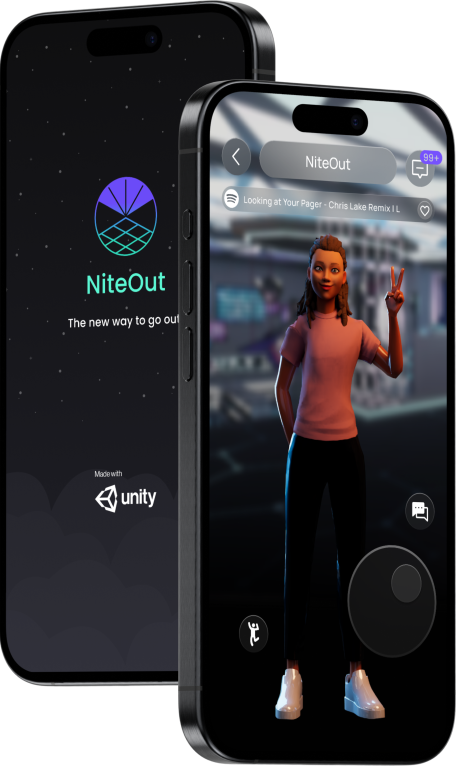 NiteOut
The new way to go out
Made with
unity
NiteOut
99+
Looking at Your Pager - Chris Lake Remix I L